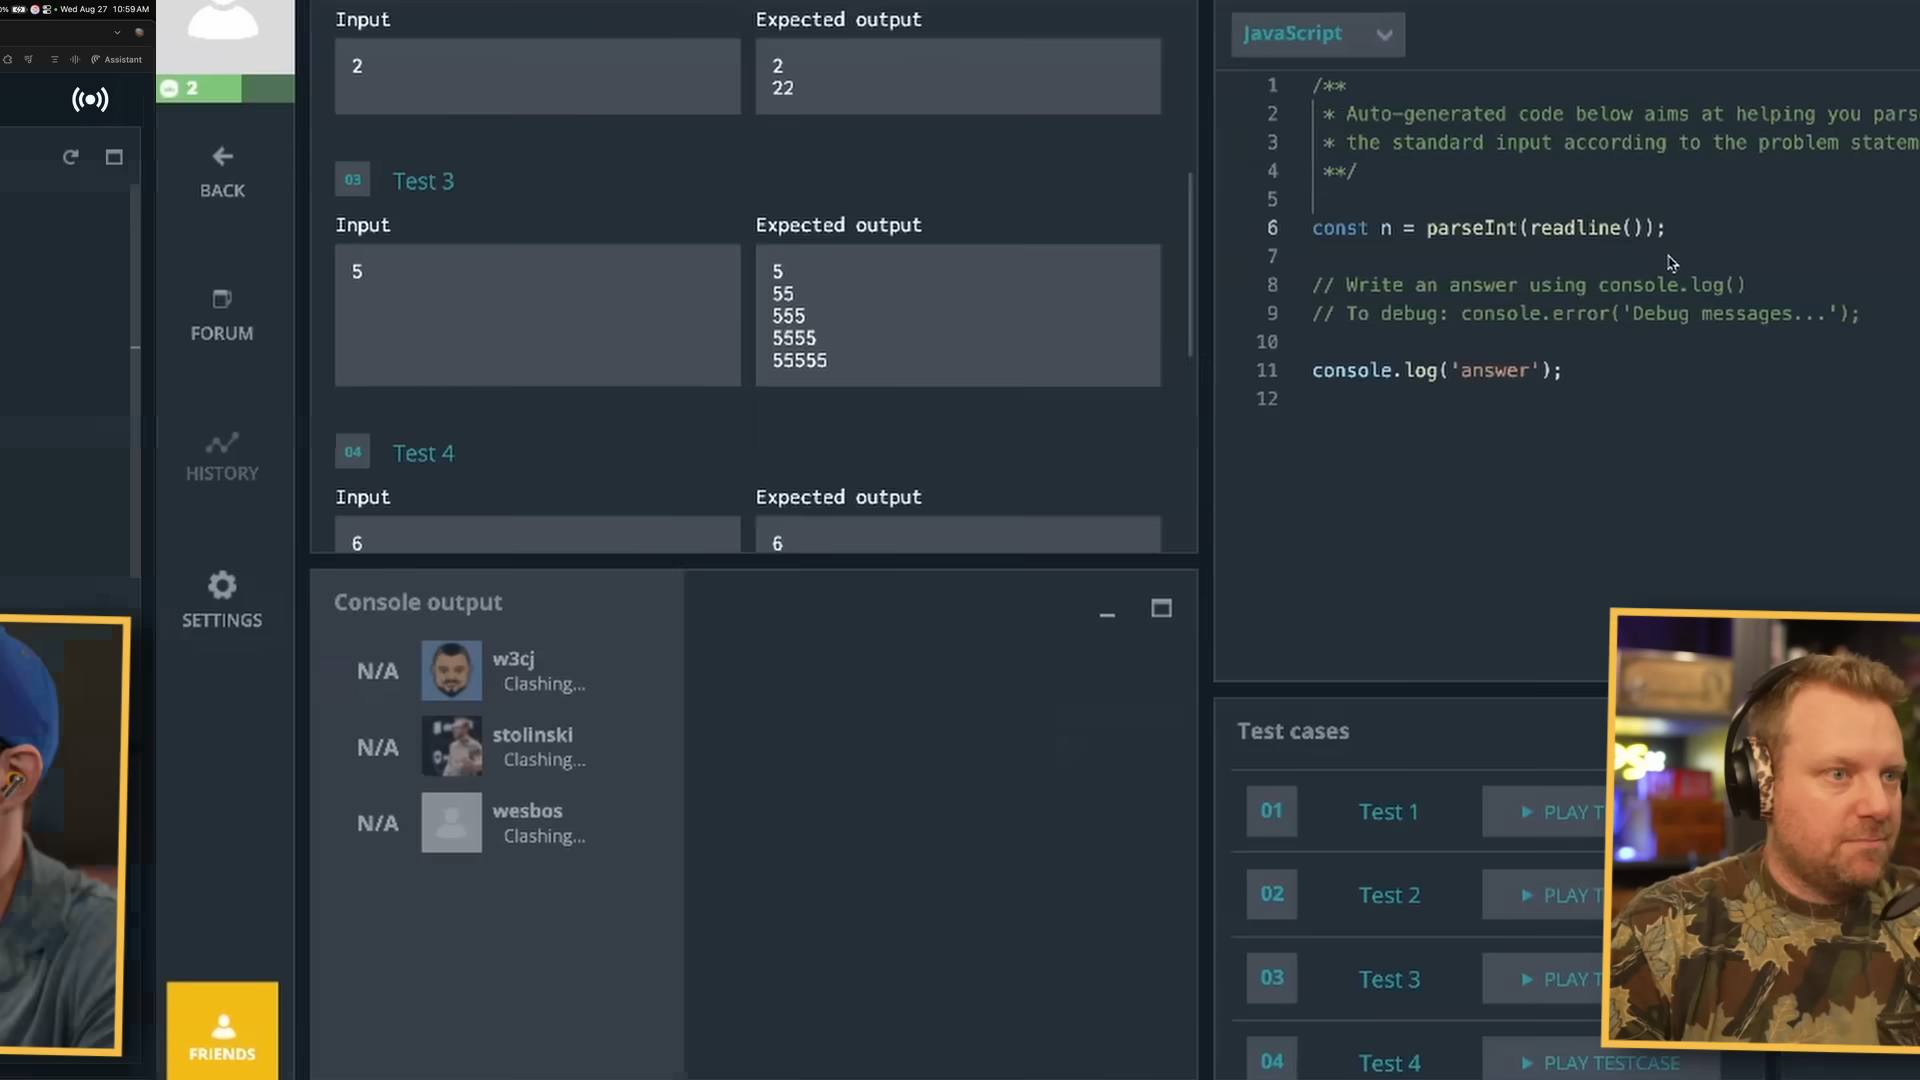 Wed Aug 27 10:59AM
Assistant
2
BACK
FORUM
HISTORY
SETTINGS
FRIENDS
Input
Expected output
2
2
22
03
Test 3
Input
Expected output
5
5
55
555
5555
55555
04
Test 4
Input
Expected output
6
6
Console output
N/A
w3cj
Clashing...
N/A
stolinski
Clashing...
N/A
wesbos
Clashing...
JavaScript
1 /**
2 * Auto-generated code below aims at helping you pars
3 * the standard input according to the problem statem
4 **/
5
6 const n = parseInt(readline());
7
8 // Write an answer using console.log()
9 // To debug: console.error('Debug messages...');
10
11 console.log('answer');
12
Test cases
01 Test 1 PLAY T
02 Test 2 PLAY T
03 Test 3 PLAY T
04 Test 4 PLAY TESTCASE